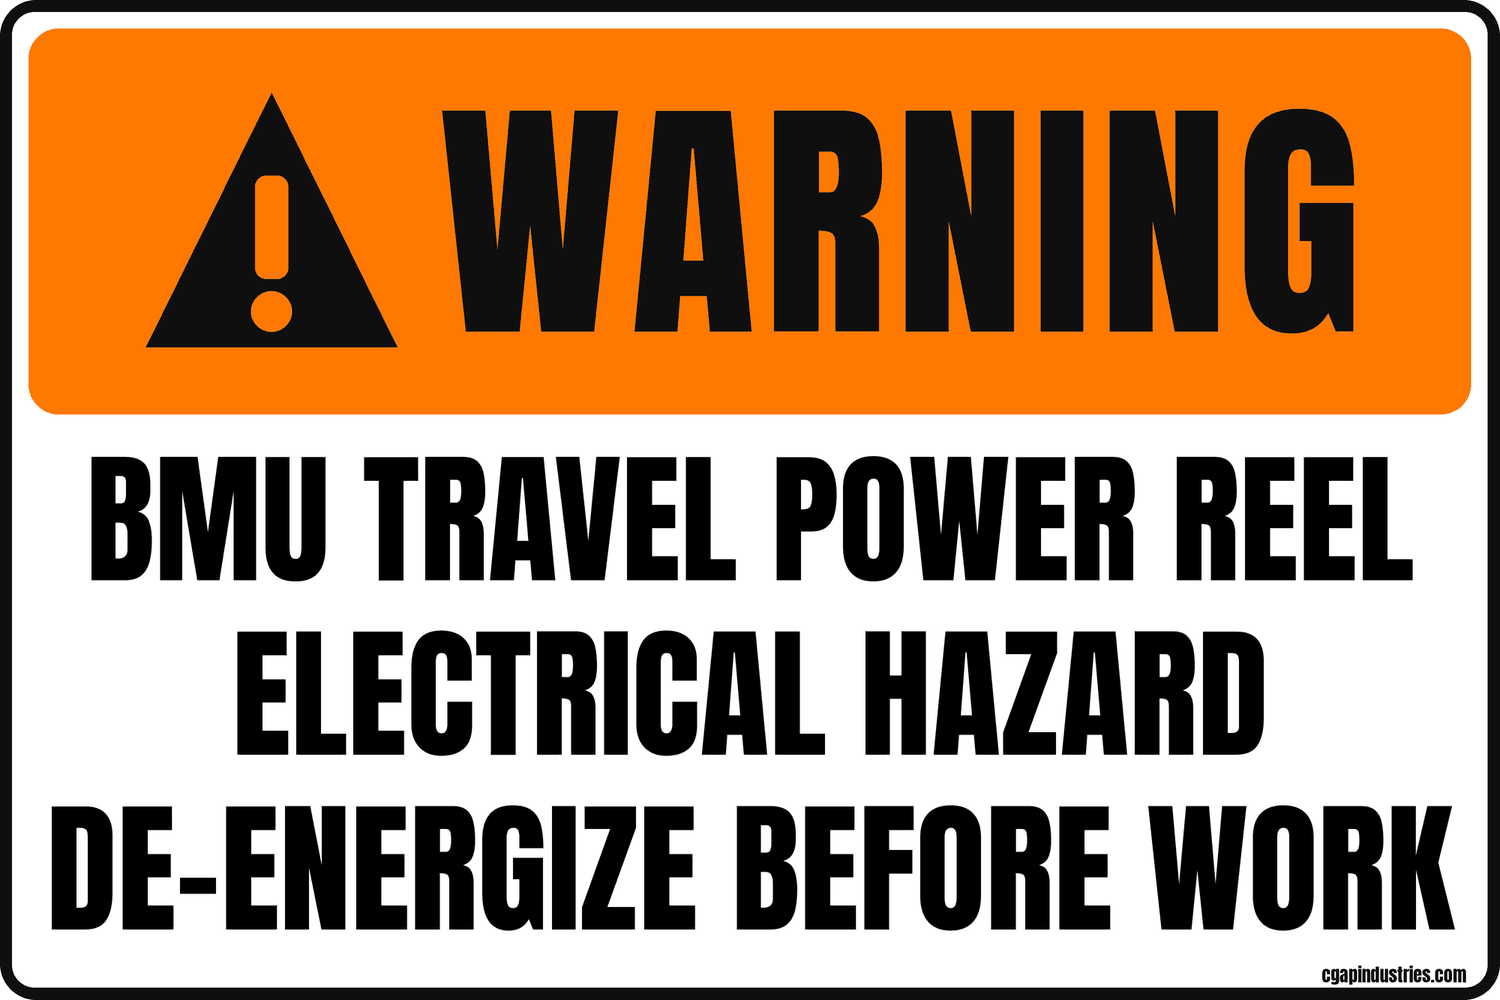 WARNING
BMU TRAVEL POWER REEL
ELECTRICAL HAZARD
DE-ENERGIZE BEFORE WORK
cgapindustries.com